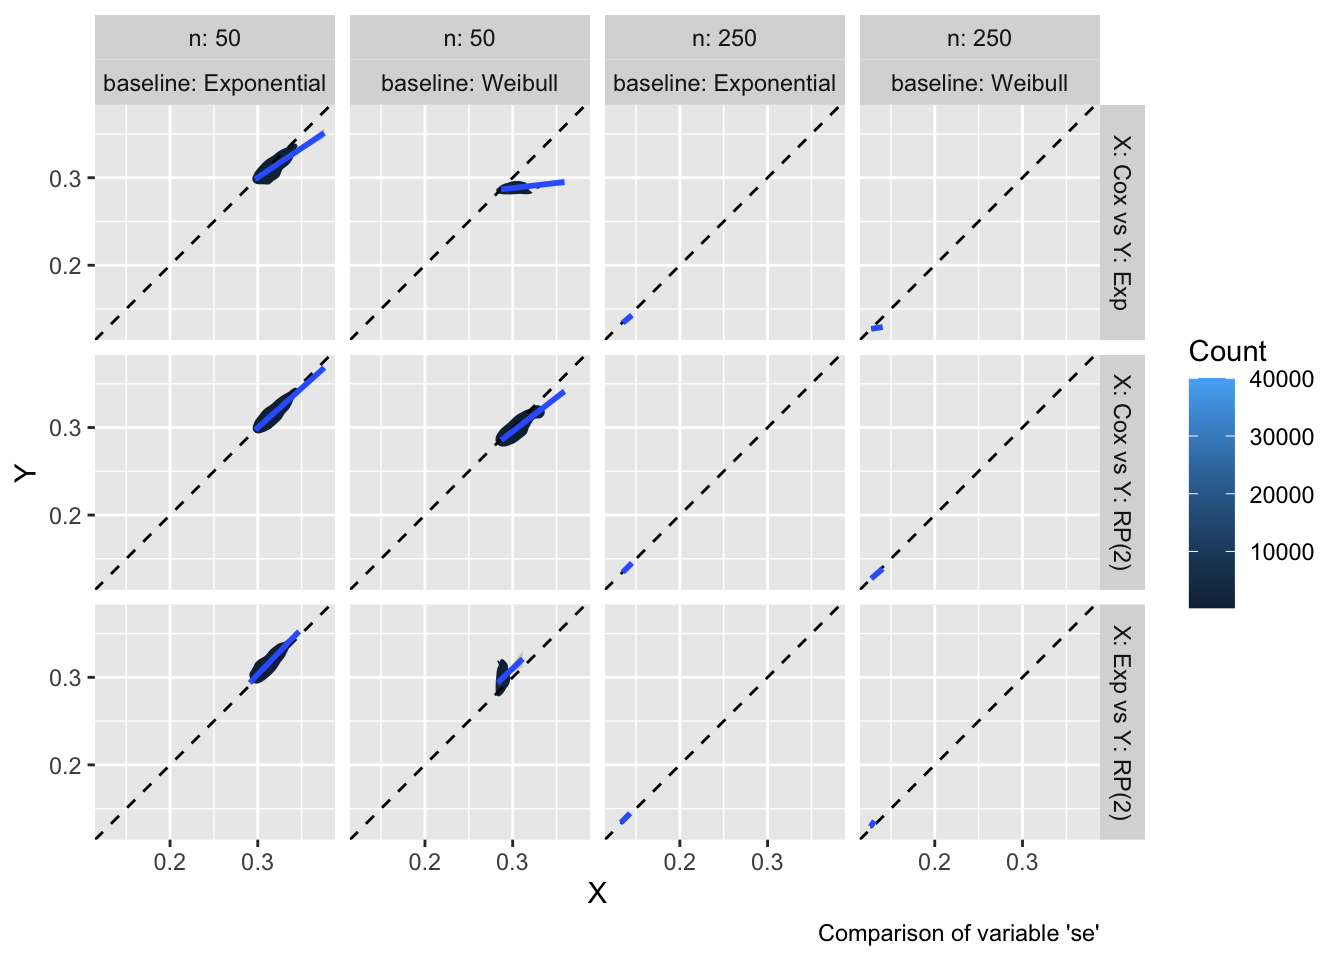 n: 50
n: 50
n: 250
n: 250
baseline: Exponential
baseline: Weibull
baseline: Exponential
baseline: Weibull
0.3
0.2
X: Cox vs Y: Exp
0.3
0.2
X: Cox vs Y: RP(2)
0.3
0.2
X: Exp vs Y: RP(2)
Y
0.2
0.3
0.2
0.3
0.2
0.3
0.2
0.3
X
Count
40000
30000
20000
10000
Comparison of variable 'se'